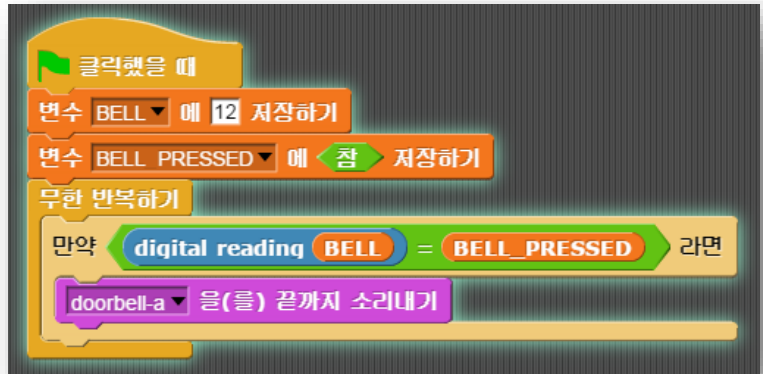 클릭했을 때
변수 BELL 에 12 저장하기
변수 BELL PRESSED 에 참 저장하기
무한 반복하기
만약 digital reading BELL = BELL_PRESSED 라면
doorbell-a 을(를) 끝까지 소리내기